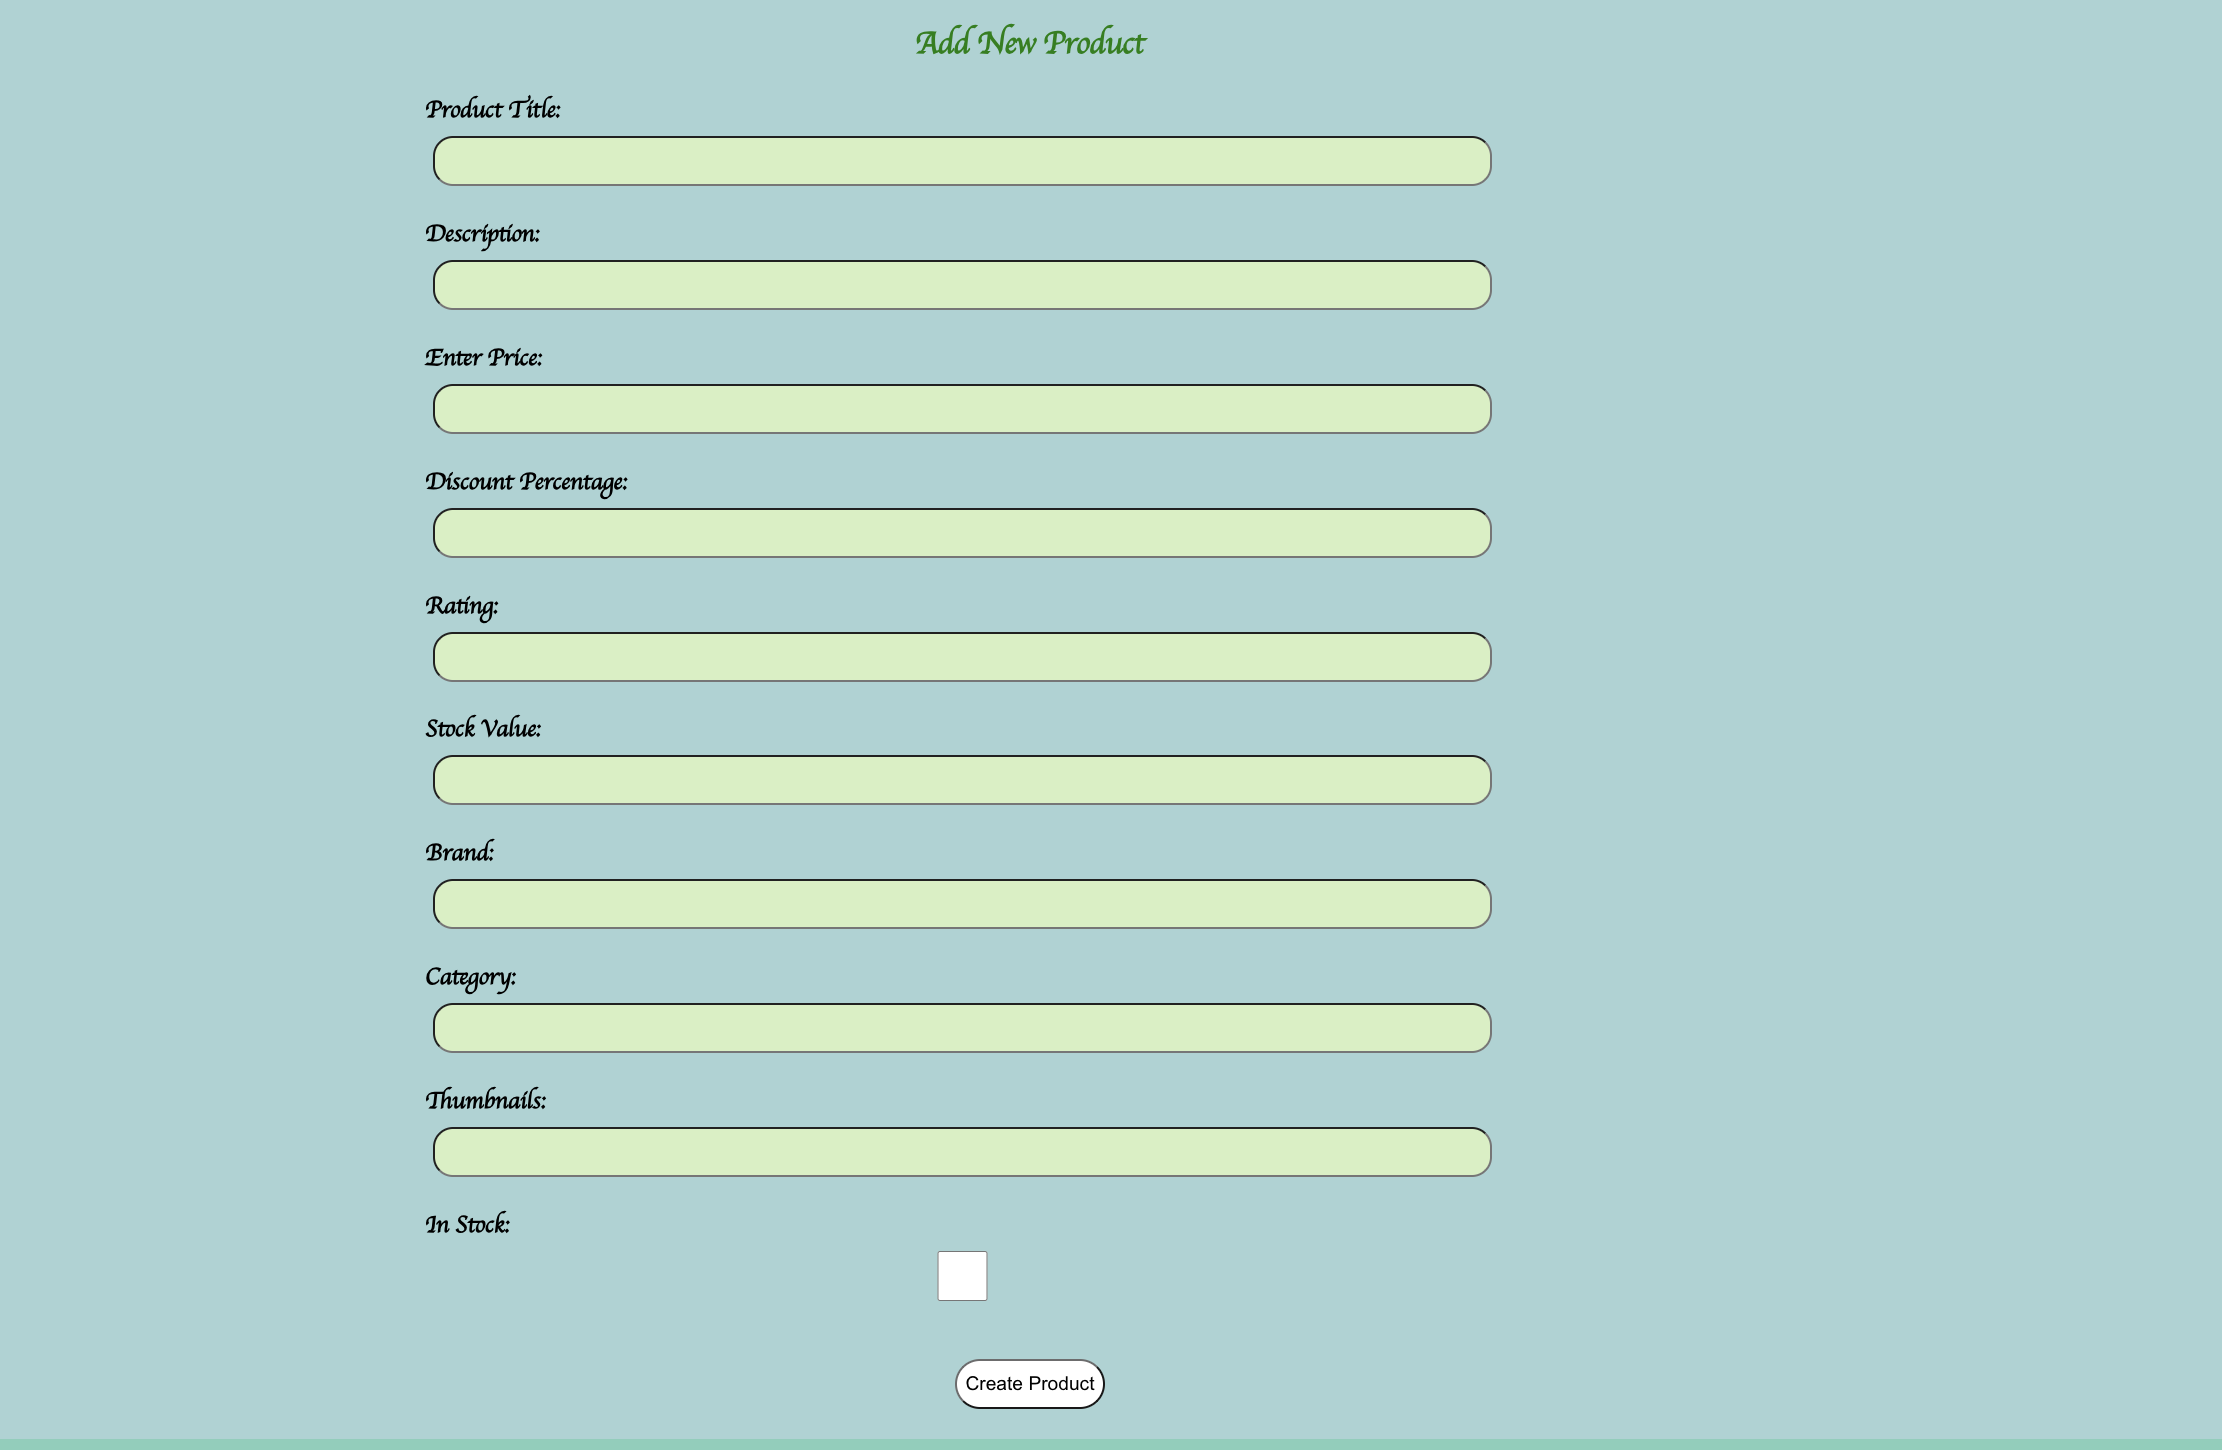 Add New Product
Product Title:
Description:
Enter Price:
Discount Percentage:
Rating:
Stock Value:
Brand:
Category:
Thumbnails:
In Stock:
Create Product